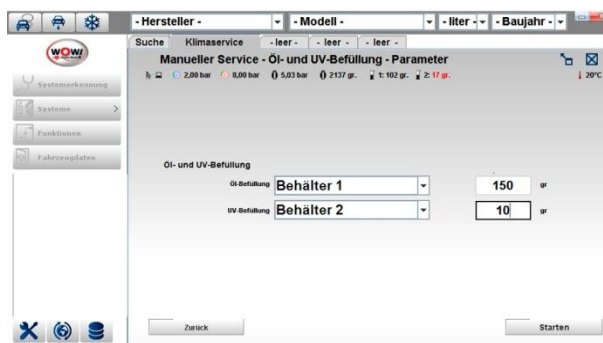 - Hersteller - - Modell - - liter - - Baujahr -
WOW!
Suche Klimaservice - leer - - leer - - leer -
Manueller Service - Öl- und UV-Befüllung - Parameter
2,00 bar 8,00 bar 5,03 bar 2137 gr. 1: 102 gr. 2: 17 gr. 20°C
Systemerkennung
Systeme >
Funktionen
Fahrzeugdaten
Öl- und UV-Befüllung
Öl-Befüllung Behälter 1 150 gr
UV-Befüllung Behälter 2 10 gr
Zurück Starten